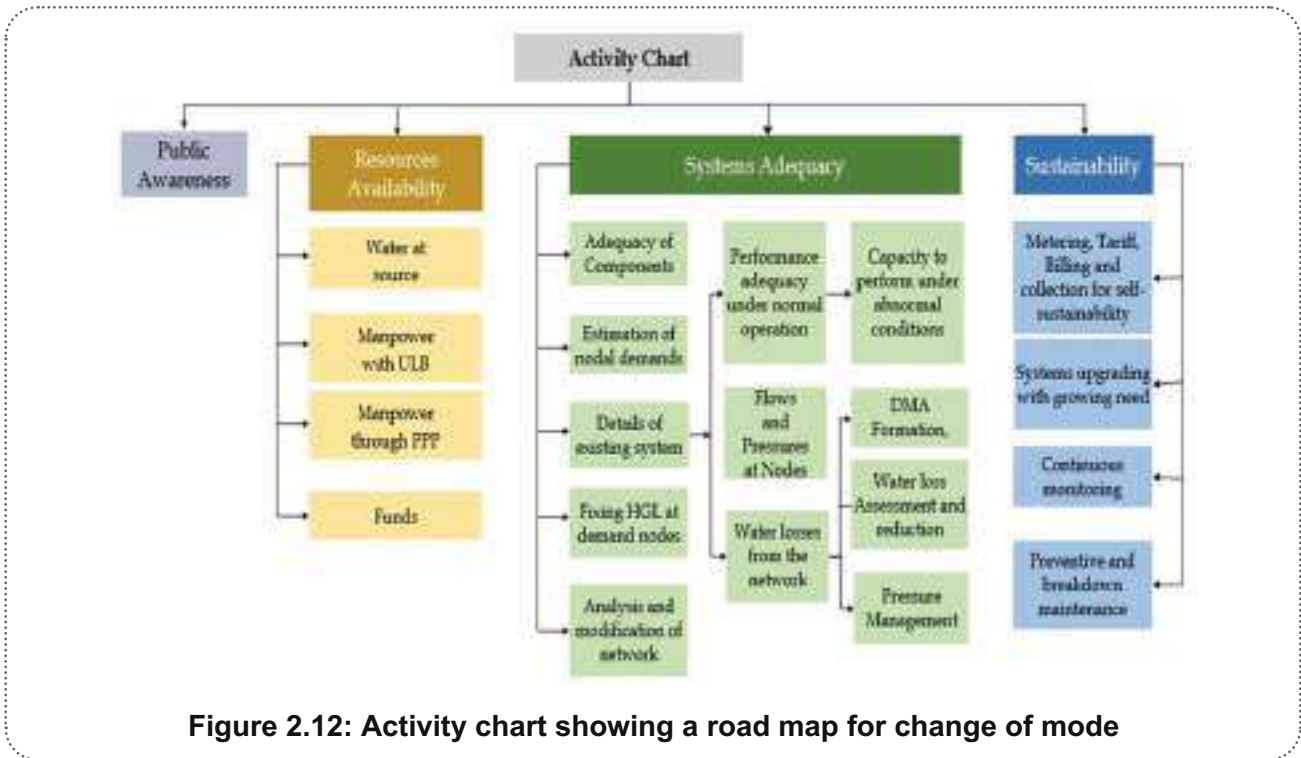 Activity Chart
Public
Awareness
Resources
Availability
Water at
source
Manpower
with ULB
Manpower
through PPP
Funds
Systems Adequacy
Adequacy of
Components
Estimation of
nodal demands
Details of
existing system
Fixing HGL at
demand nodes
Analysis and
modification of
network
Performance
adequacy
under normal
operation
Flows
and
Pressures
at Nodes
Water losses
from the
network
Capacity to
perform under
abnormal
conditions
DMA
Formation,
Water loss
Assessment and
reduction
Pressure
Management
Sustainability
Metering, Tariff,
Billing and
collection for self-
sustainability
Systems upgrading
with growing need
Continuous
monitoring
Preventive and
breakdown
maintenance
Figure 2.12: Activity chart showing a road map for change of mode